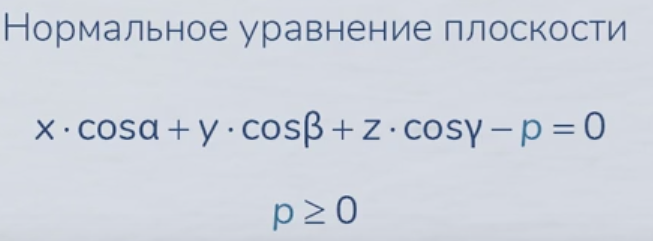 Нормальное уравнение плоскости
x · cosα + y · cosβ + z · cosγ – p = 0
p ≥ 0